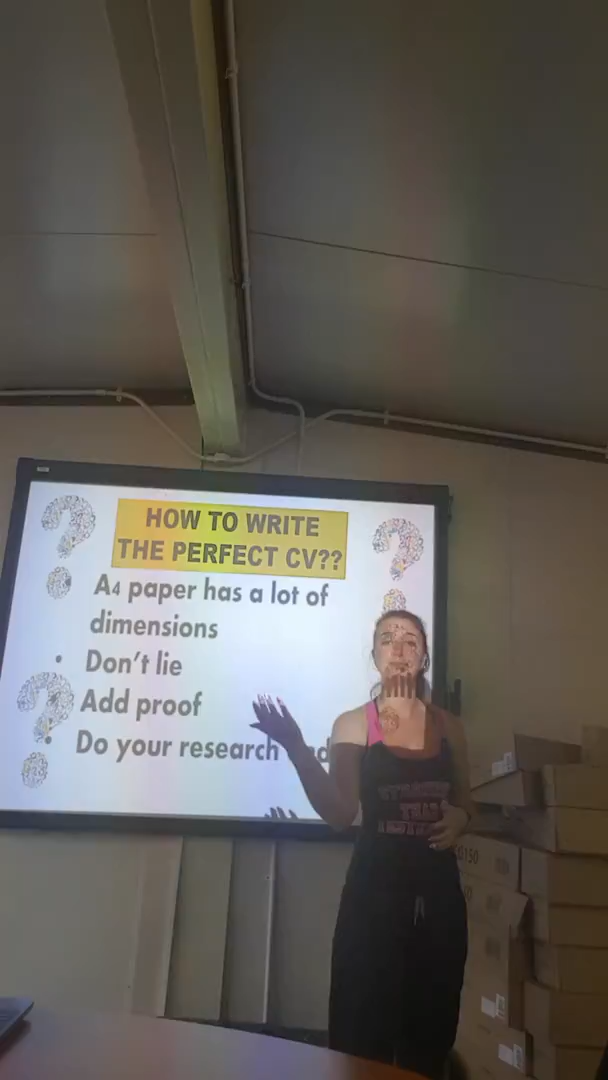 HOW TO WRITE
THE PERFECT CV??
A4 paper has a lot of
dimensions
• Don't lie
Add proof
• Do your research
THAN